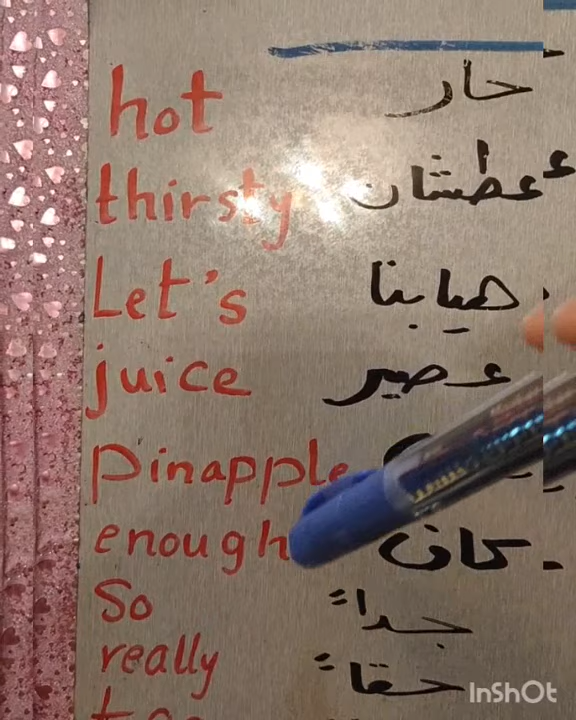 hot حار
thirsty عطشان
Let's هيا بنا
juice عصير
pinapple
enough كاف
So جداً
really حقاً
InShOt